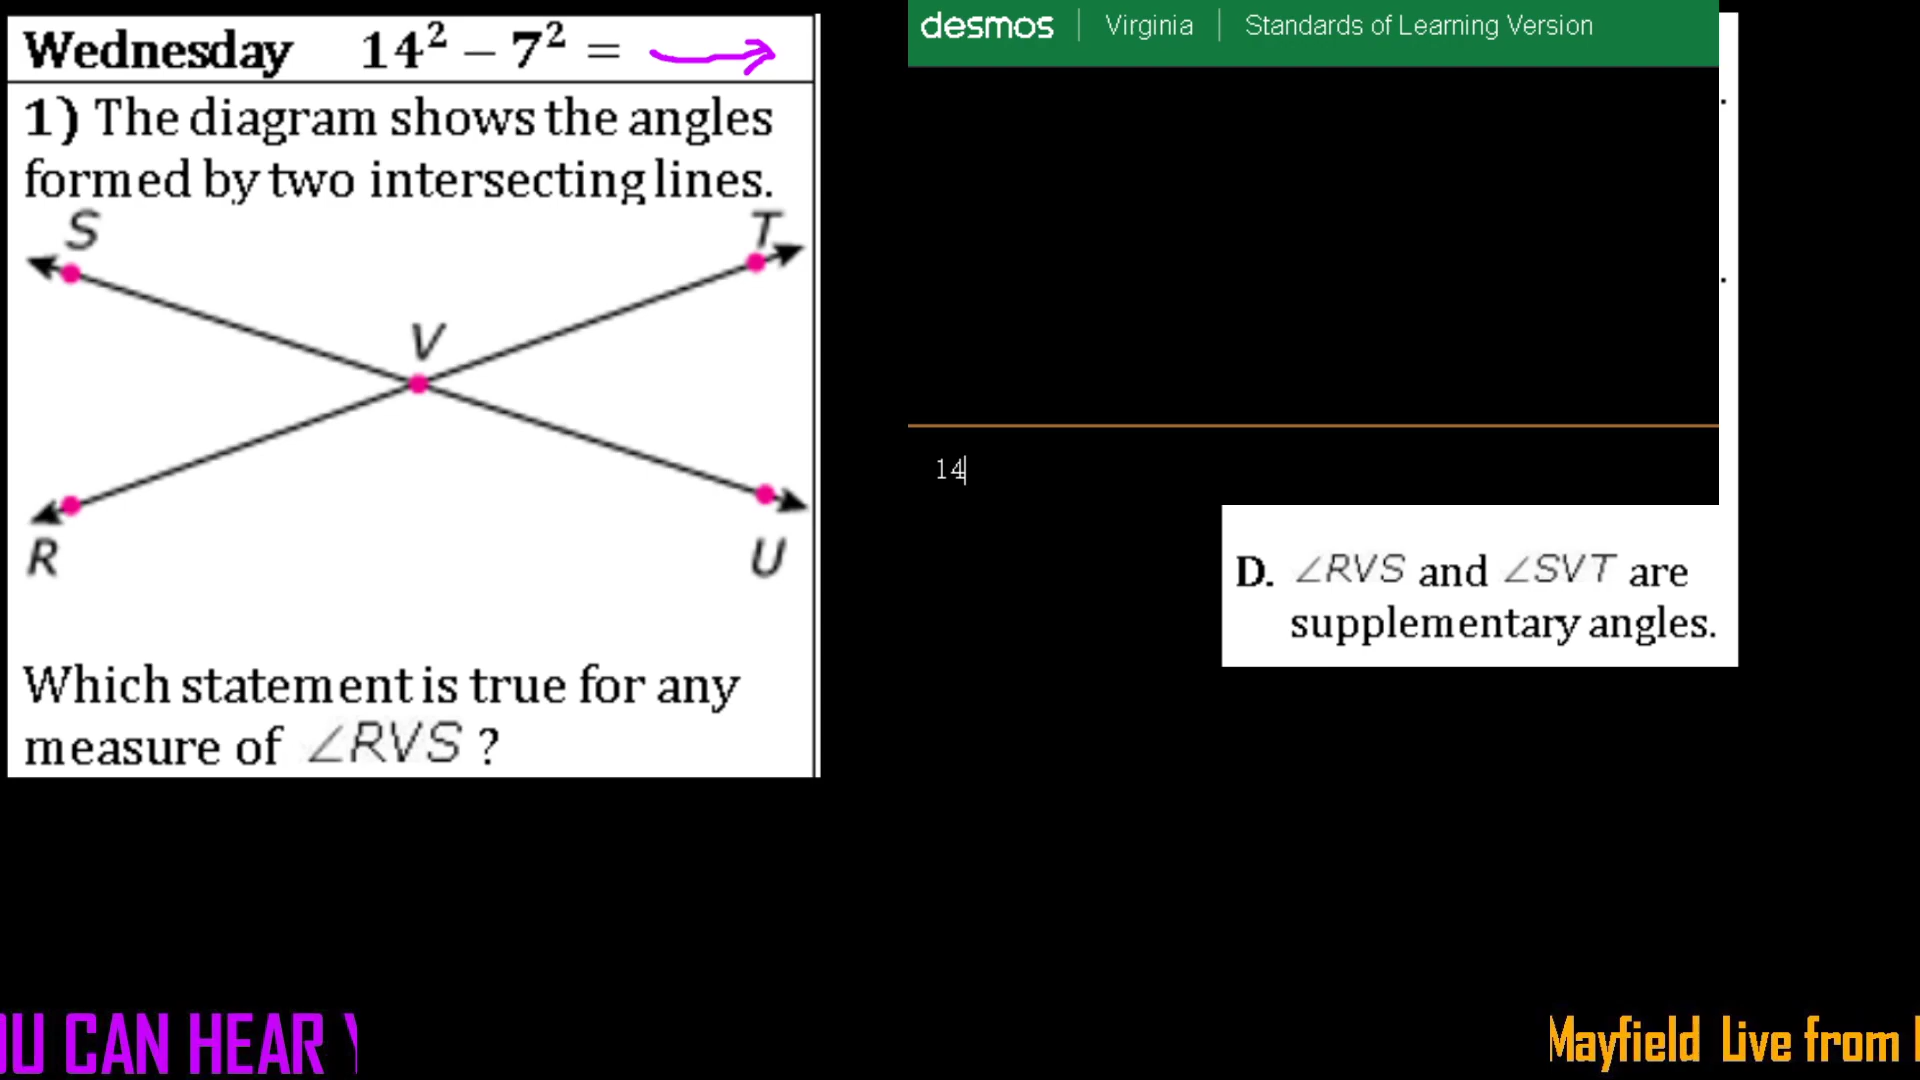 Wednesday 14² − 7² =
1) The diagram shows the angles
formed by two intersecting lines.
S
T
V
R
U
Which statement is true for any
measure of ∠RVS ?
desmos | Virginia | Standards of Learning Version
14
D. ∠RVS and ∠SVT are
supplementary angles.
OU CAN HEAR
Mayfield Live from